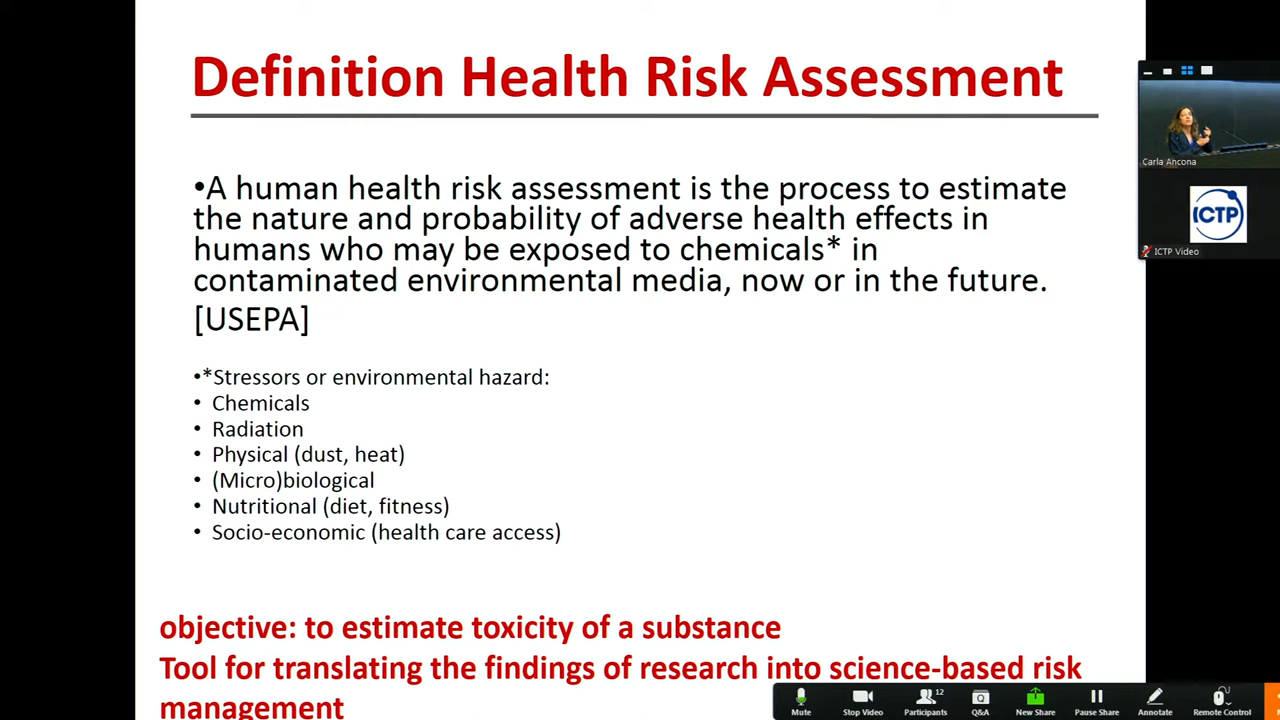 Definition Health Risk Assessment
•A human health risk assessment is the process to estimate
the nature and probability of adverse health effects in
humans who may be exposed to chemicals* in
contaminated environmental media, now or in the future.
[USEPA]
•*Stressors or environmental hazard:
• Chemicals
• Radiation
• Physical (dust, heat)
• (Micro)biological
• Nutritional (diet, fitness)
• Socio-economic (health care access)
objective: to estimate toxicity of a substance
Tool for translating the findings of research into science-based risk
management
Carla Ancona
ICTP
ICTP Video
Mute
Stop Video
12
Participants
Q&A
New Share
Pause Share
Annotate
Remote Control